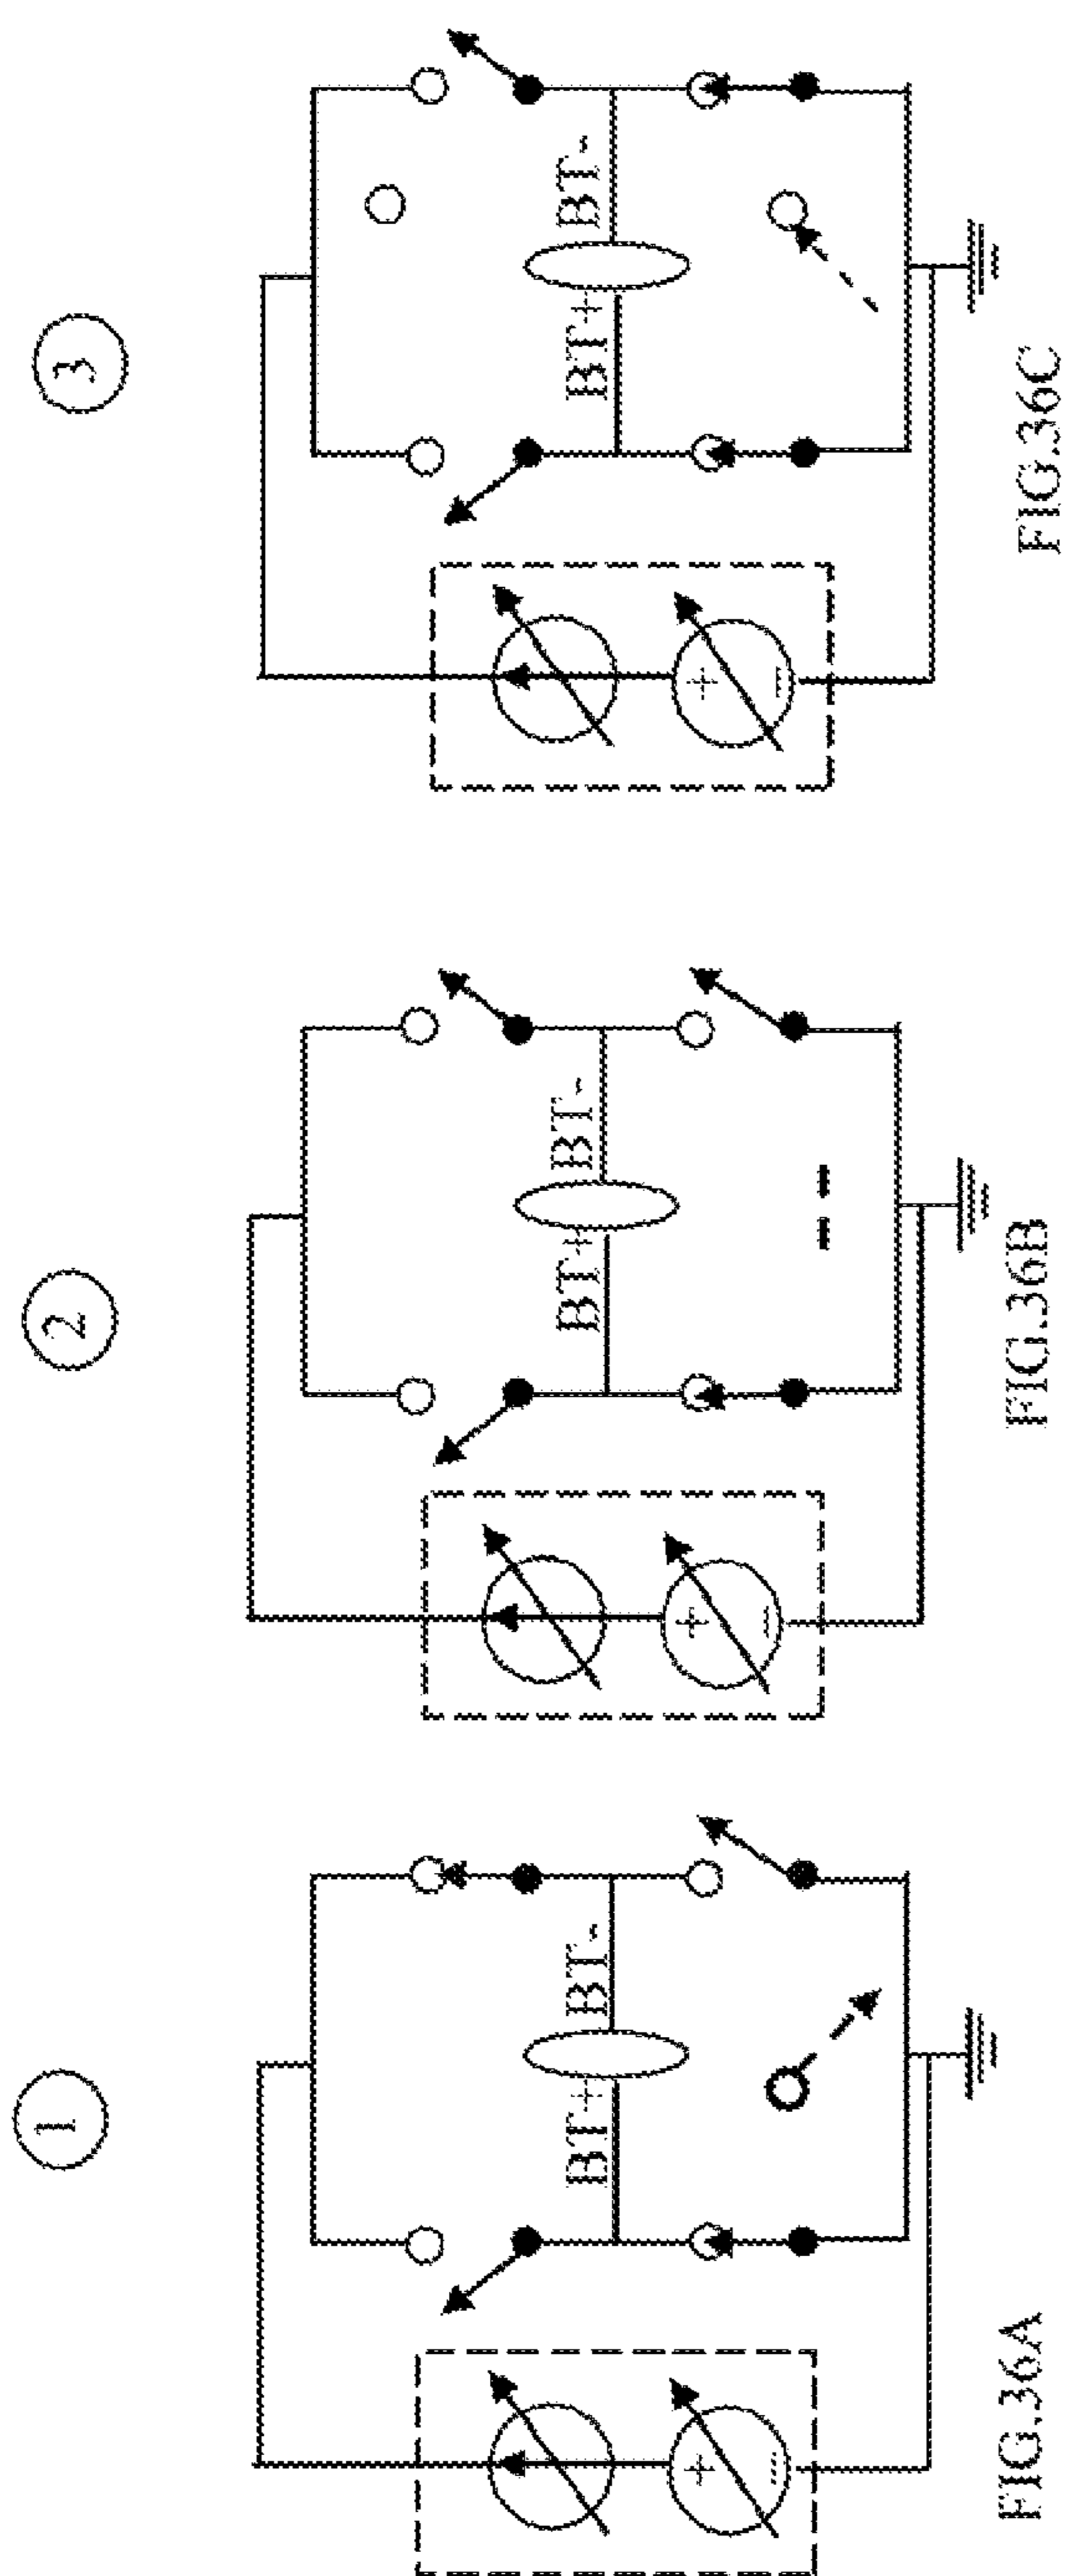 1
BT+ BT-
+
-
FIG.36A
2
BT+ BT-
+
-
FIG.36B
3
BT+ BT-
+
-
FIG.36C